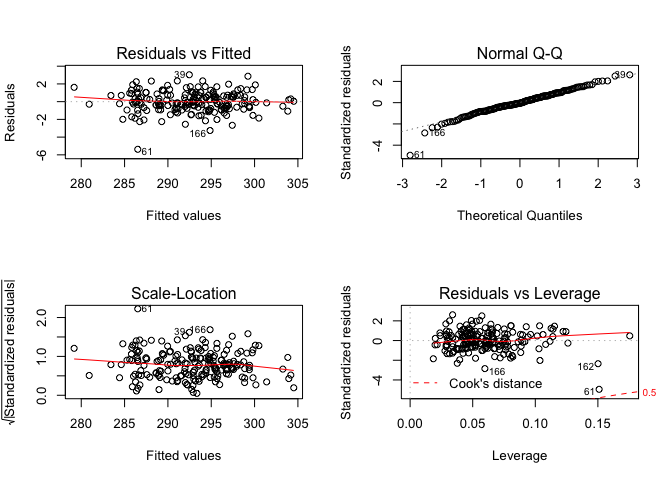 Residuals vs Fitted
Residuals
2
-2
-6
39
166
61
280 285 290 295 300 305
Fitted values
Normal Q-Q
Standardized residuals
2
0
-4
39
166
61
-3 -2 -1 0 1 2 3
Theoretical Quantiles
Scale-Location
√|Standardized residuals|
2.0
1.0
0.0
61
39 166
280 285 290 295 300 305
Fitted values
Residuals vs Leverage
Standardized residuals
2
0
-4
166
162
61
Cook's distance
0.5
0.00 0.05 0.10 0.15
Leverage